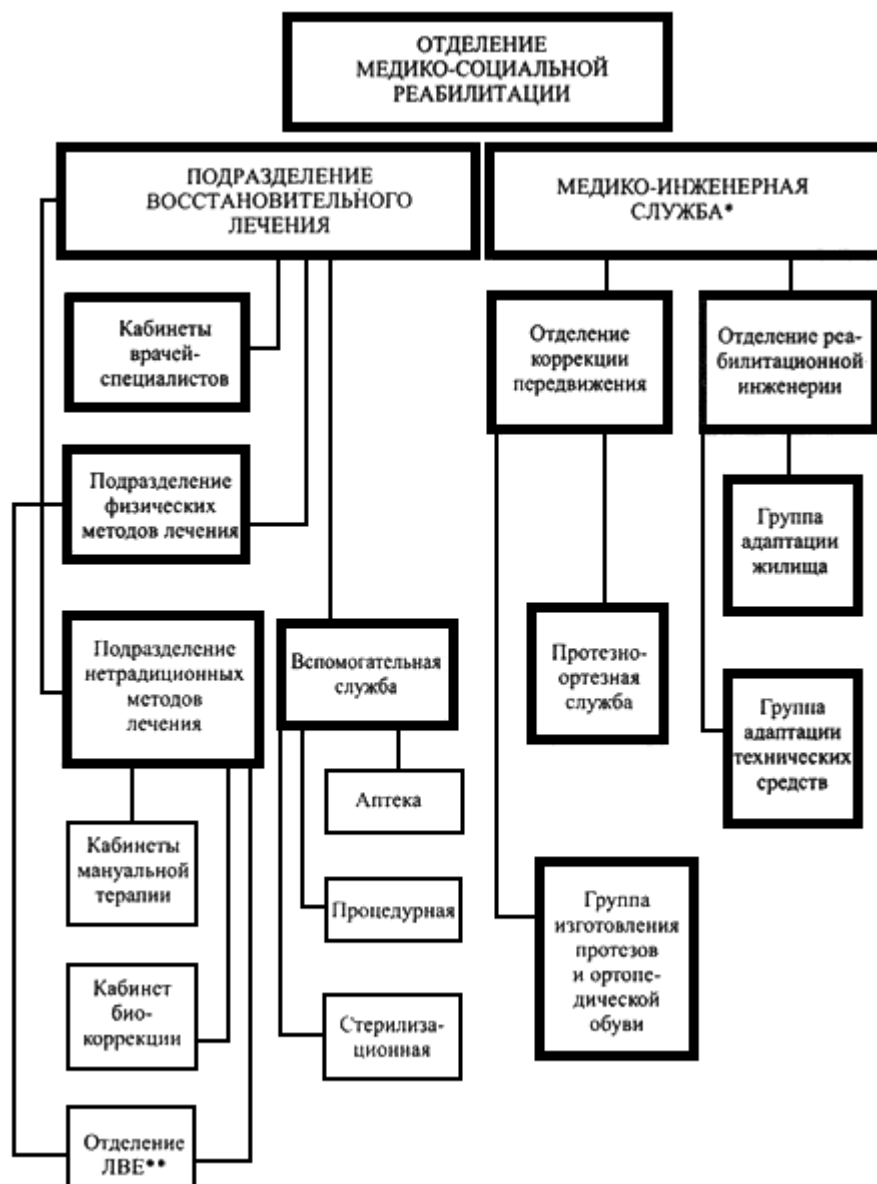 ОТДЕЛЕНИЕ
МЕДИКО-СОЦИАЛЬНОЙ
РЕАБИЛИТАЦИИ
ПОДРАЗДЕЛЕНИЕ
ВОССТАНОВИТЕЛЬНОГО
ЛЕЧЕНИЯ
МЕДИКО-ИНЖЕНЕРНАЯ
СЛУЖБА*
Кабинеты
врачей-
специалистов
Отделение
коррекции
передвижения
Отделение реа-
билитационной
инженерии
Подразделение
физических
методов лечения
Группа
адаптации
жилища
Подразделение
нетрадиционных
методов
лечения
Вспомогательная
служба
Протезно-
ортезная
служба
Группа
адаптации
технических
средств
Аптека
Кабинеты
мануальной
терапии
Процедурная
Группа
изготовления
протезов
и ортопе-
дической
обуви
Кабинет
био-
коррекции
Стерилиза-
ционная
Отделение
ЛВЕ**